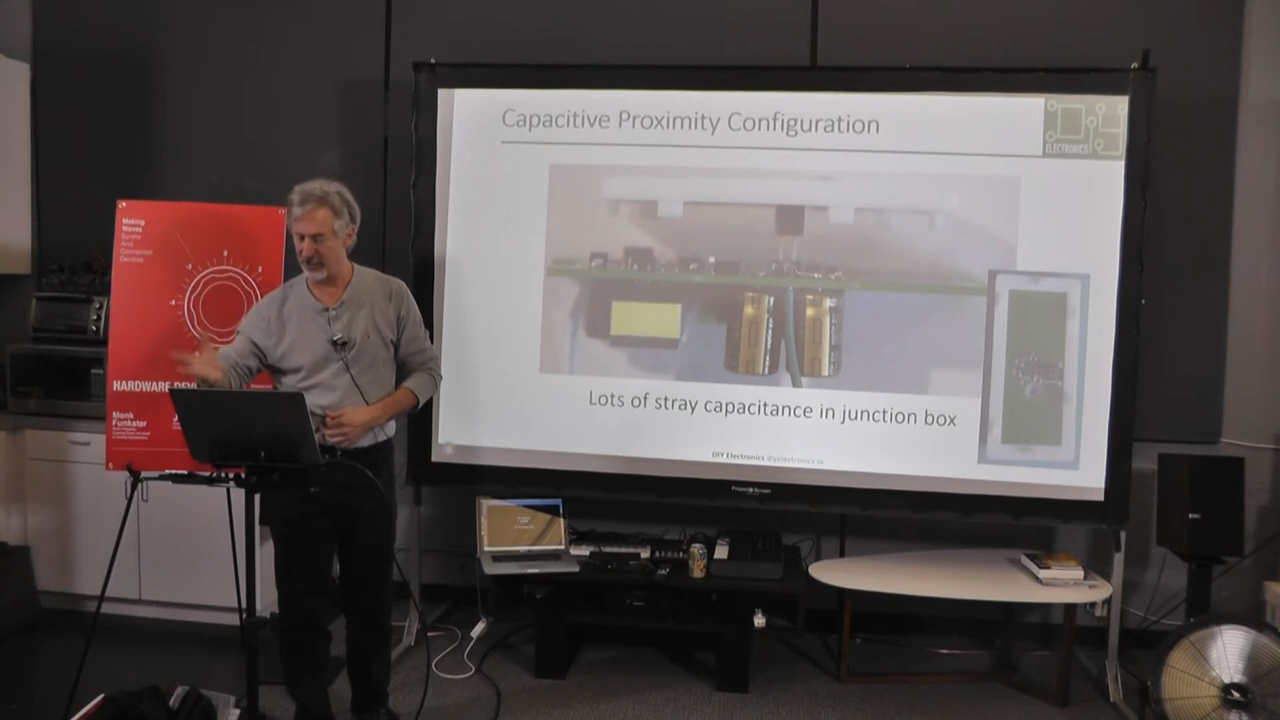 Making
Waves
Synths
And
Connected
Devices
HARDWARE DEV
Monk
Funkster
Capacitive Proximity Configuration
ELECTRONICS
Lots of stray capacitance in junction box
DIY Electronics